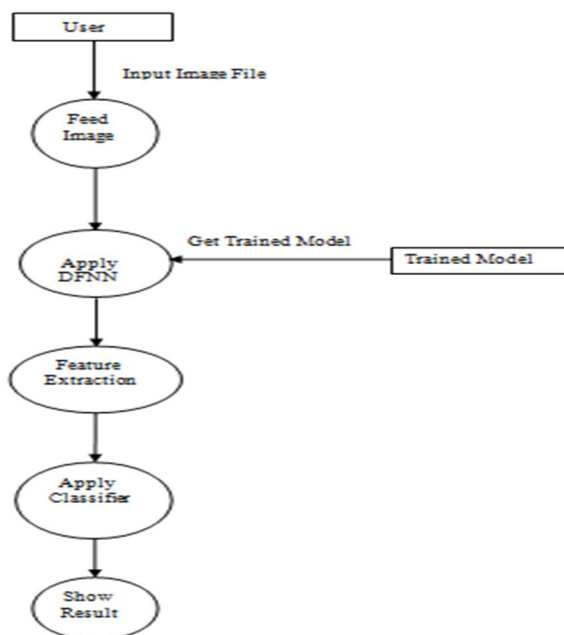 User
Input Image File
Feed
Image
Get Trained Model
Trained Model
Apply
DFNN
Feature
Extraction
Apply
Classifier
Show
Result